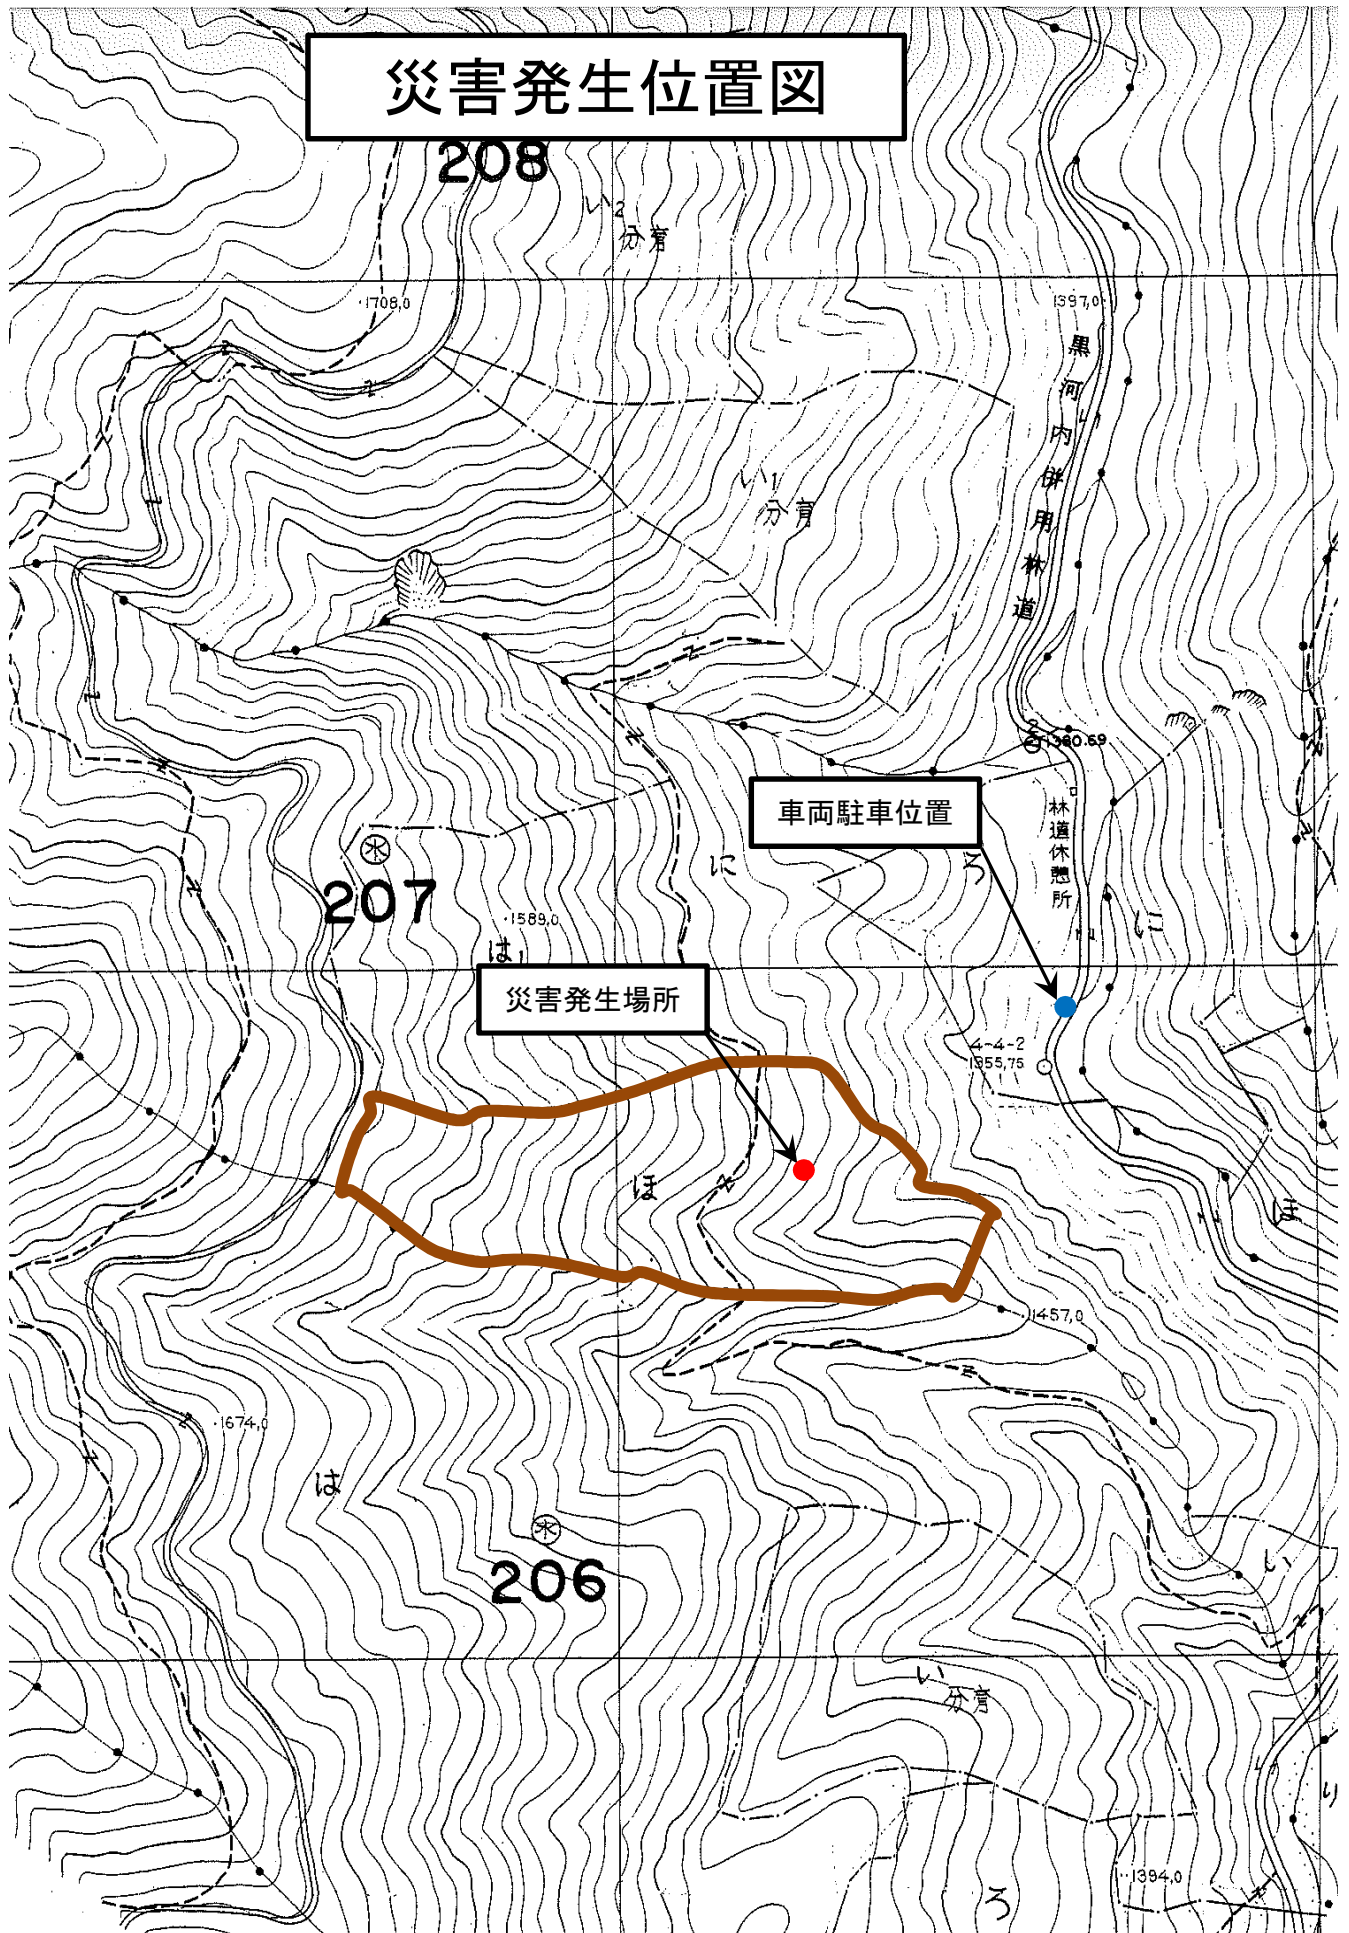 災害発生位置図
208
い2
分育
1708,0
1397,0
黒河内併用林道
い1
分育
1380.69
車両駐車位置
林道休憩所
に
ろ
207
1589,0
は1
に
災害発生場所
4-4-2
1355,75
ほ
ほ
1457,0
1674,0
は
206
い
い
分育
1394,0
ろ
り